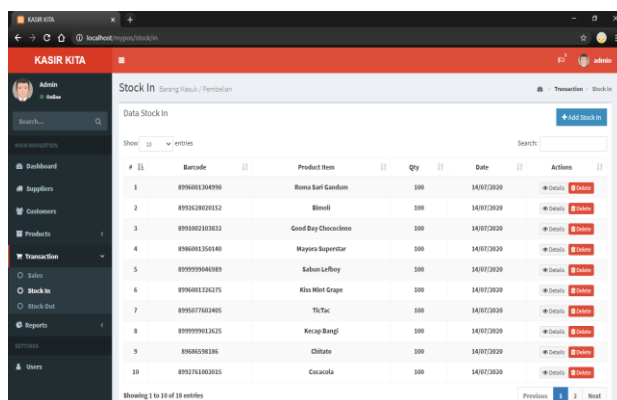 KASIR KITA
localhost/mypos/stock/in
KASIR KITA
admin
Admin
Online
Search...
MAIN NAVIGATION
Dashboard
Suppliers
Customers
Products
Transaction
Sales
Stock In
Stock Out
Reports
SETTINGS
Users
Stock In Barang Masuk / Pembelian
Transaction Stock In
Data Stock In
+Add Stock In
Show 10 entries
Search:
# Barcode Product Item Qty Date Actions
1 8996001304990 Roma Sari Gandum 100 14/07/2020 Details Delete
2 8992628020152 Bimoli 100 14/07/2020 Details Delete
3 8991002103832 Good Day Chococinno 100 14/07/2020 Details Delete
4 8986001350140 Mayora Superstar 100 14/07/2020 Details Delete
5 8999999046989 Sabun Lefboy 100 14/07/2020 Details Delete
6 8996001326275 Kiss Mint Grape 100 14/07/2020 Details Delete
7 8995077602405 TicTac 100 14/07/2020 Details Delete
8 8999999012625 Kecap Bangi 100 14/07/2020 Details Delete
9 89686598186 Chitato 100 14/07/2020 Details Delete
10 8992761002015 Cocacola 100 14/07/2020 Details Delete
Showing 1 to 10 of 18 entries
Previous 1 2 Next